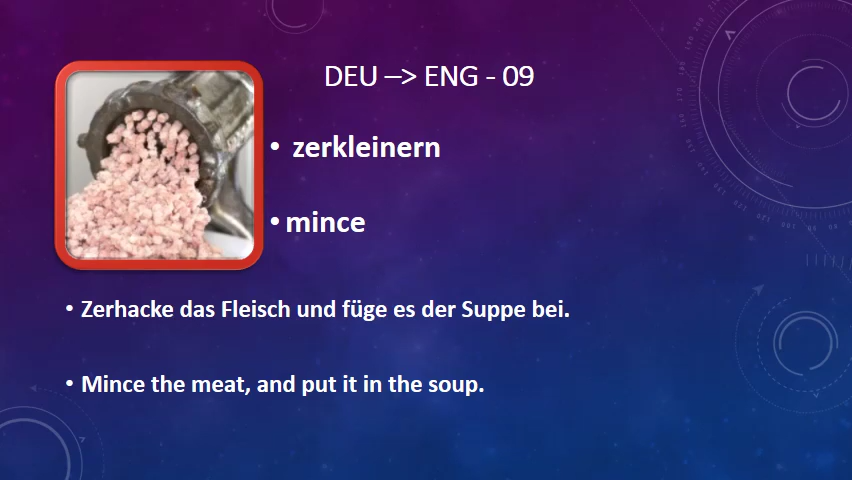 DEU –> ENG - 09
• zerkleinern
• mince
• Zerhacke das Fleisch und füge es der Suppe bei.
• Mince the meat, and put it in the soup.